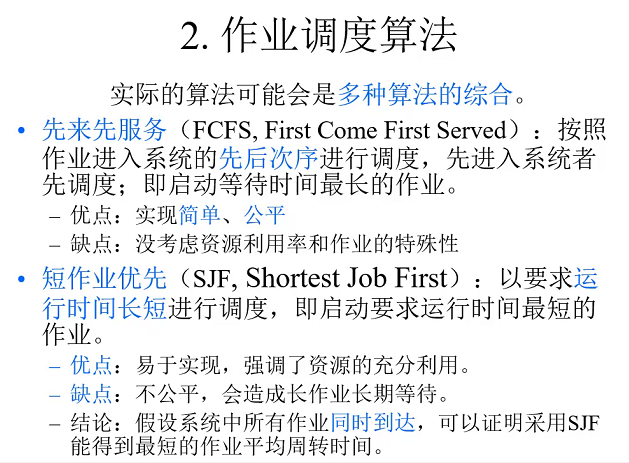 2. 作业调度算法
实际的算法可能会是多种算法的综合。
• 先来先服务（FCFS, First Come First Served）：按照
作业进入系统的先后次序进行调度，先进入系统者
先调度；即启动等待时间最长的作业。
– 优点：实现简单、公平
– 缺点：没考虑资源利用率和作业的特殊性
• 短作业优先（SJF, Shortest Job First）：以要求运
行时间长短进行调度，即启动要求运行时间最短的
作业。
– 优点：易于实现，强调了资源的充分利用。
– 缺点：不公平，会造成长作业长期等待。
– 结论：假设系统中所有作业同时到达，可以证明采用SJF
能得到最短的作业平均周转时间。